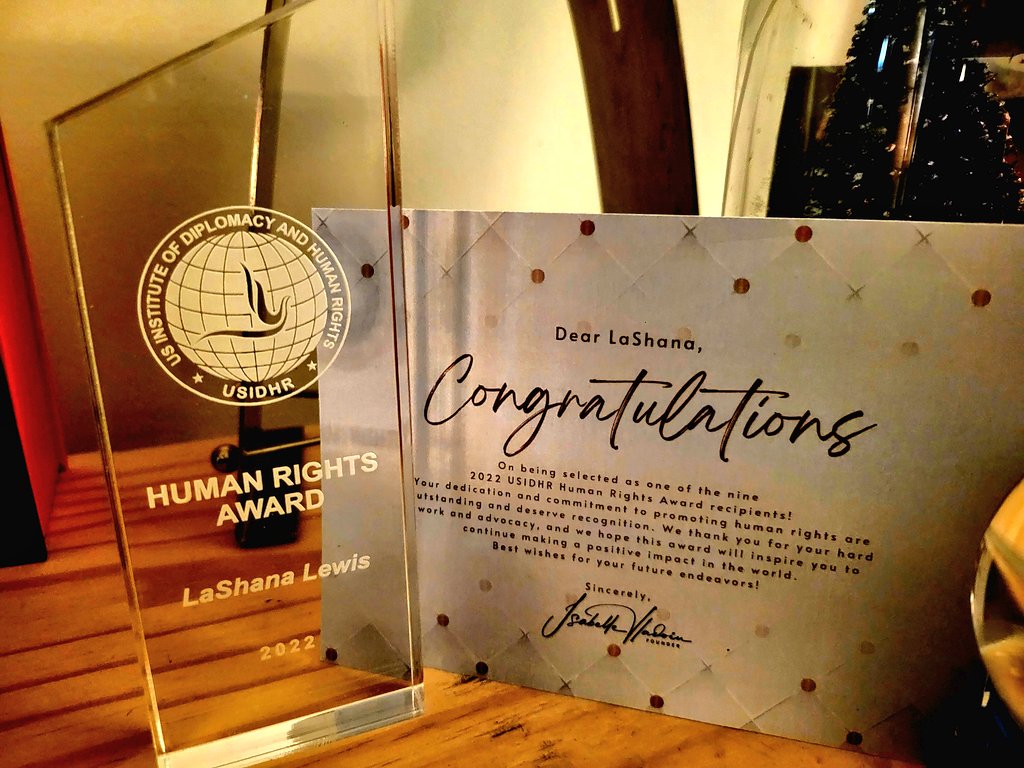 US INSTITUTE OF DIPLOMACY AND HUMAN RIGHTS
USIDHR
HUMAN RIGHTS
AWARD
LaShana Lewis
2022
Dear LaShana,
Congratulations
On being selected as one of the nine
2022 USIDHR Human Rights Award recipients!
Your dedication and commitment to promoting human rights are
outstanding and deserve recognition. We thank you for your hard
work and advocacy, and we hope this award will inspire you to
continue making a positive impact in the world.
Best wishes for your future endeavors!
Sincerely,
FOUNDER